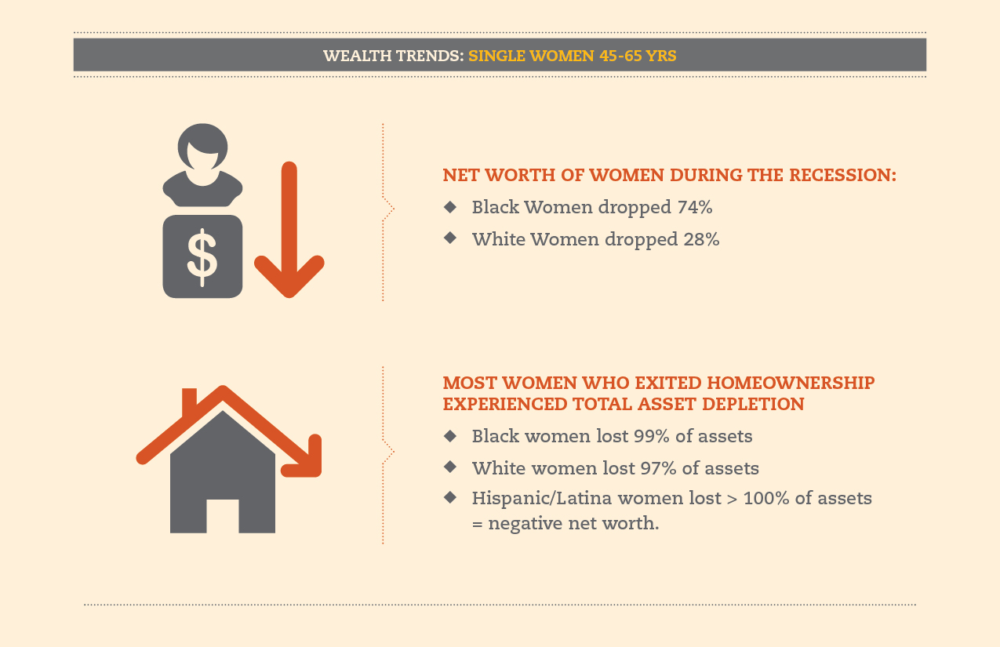 WEALTH TRENDS: SINGLE WOMEN 45-65 YRS
NET WORTH OF WOMEN DURING THE RECESSION:
◆ Black Women dropped 74%
◆ White Women dropped 28%
$
MOST WOMEN WHO EXITED HOMEOWNERSHIP
EXPERIENCED TOTAL ASSET DEPLETION
◆ Black women lost 99% of assets
◆ White women lost 97% of assets
◆ Hispanic/Latina women lost > 100% of assets
= negative net worth.